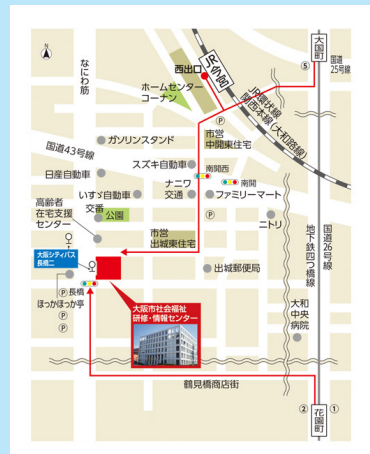 N
なにわ筋
西出口
JR今宮
大国町
⑤
国道
25号線
ホームセンター
コーナン
JR環状線
関西本線(大和路線)
Ⓟ
ガソリンスタンド
市営
中開東住宅
国道43号線
スズキ自動車
南開西
南開
日産自動車
いすゞ自動車
ナニワ
交通
ファミリーマート
高齢者
在宅支援
センター
交番
公園
Ⓟ
ニトリ
市営
出城東住宅
国道26号線
地下鉄四つ橋線
大阪シティバス
長橋二
出城郵便局
長橋
ほっかほっか亭
Ⓟ
Ⓟ
Ⓟ
大阪市社会福祉
研修・情報センター
大和
中央
病院
鶴見橋商店街
②
花園町
①